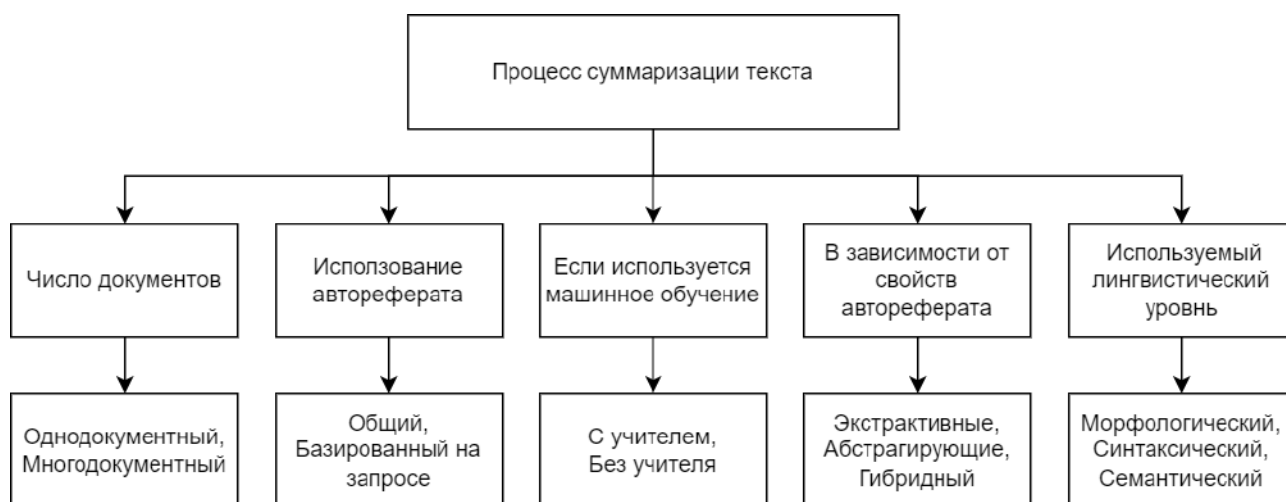 Процесс суммаризации текста
Число документов
Исползование
автореферата
Если используется
машинное обучение
В зависимости от
свойств
автореферата
Используемый
лингвистический
уровнь
Однодокументный,
Многодокументный
Общий,
Базированный на
запросе
С учителем,
Без учителя
Экстрактивные,
Абстрагирующие,
Гибридный
Морфологический,
Синтаксический,
Семантический